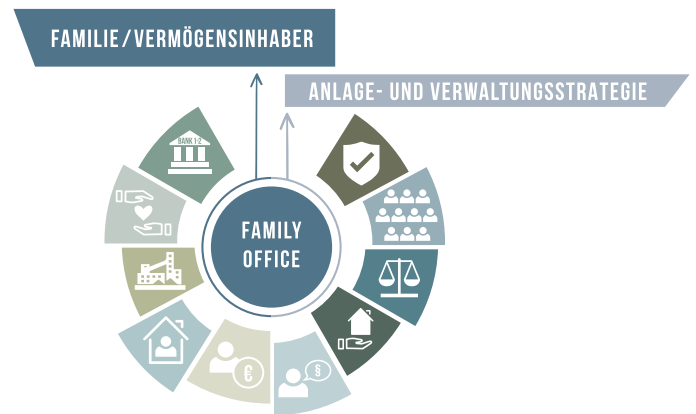 FAMILIE/VERMÖGENSINHABER
ANLAGE- UND VERWALTUNGSSTRATEGIE
BANK 1-2
FAMILY
OFFICE
€
§